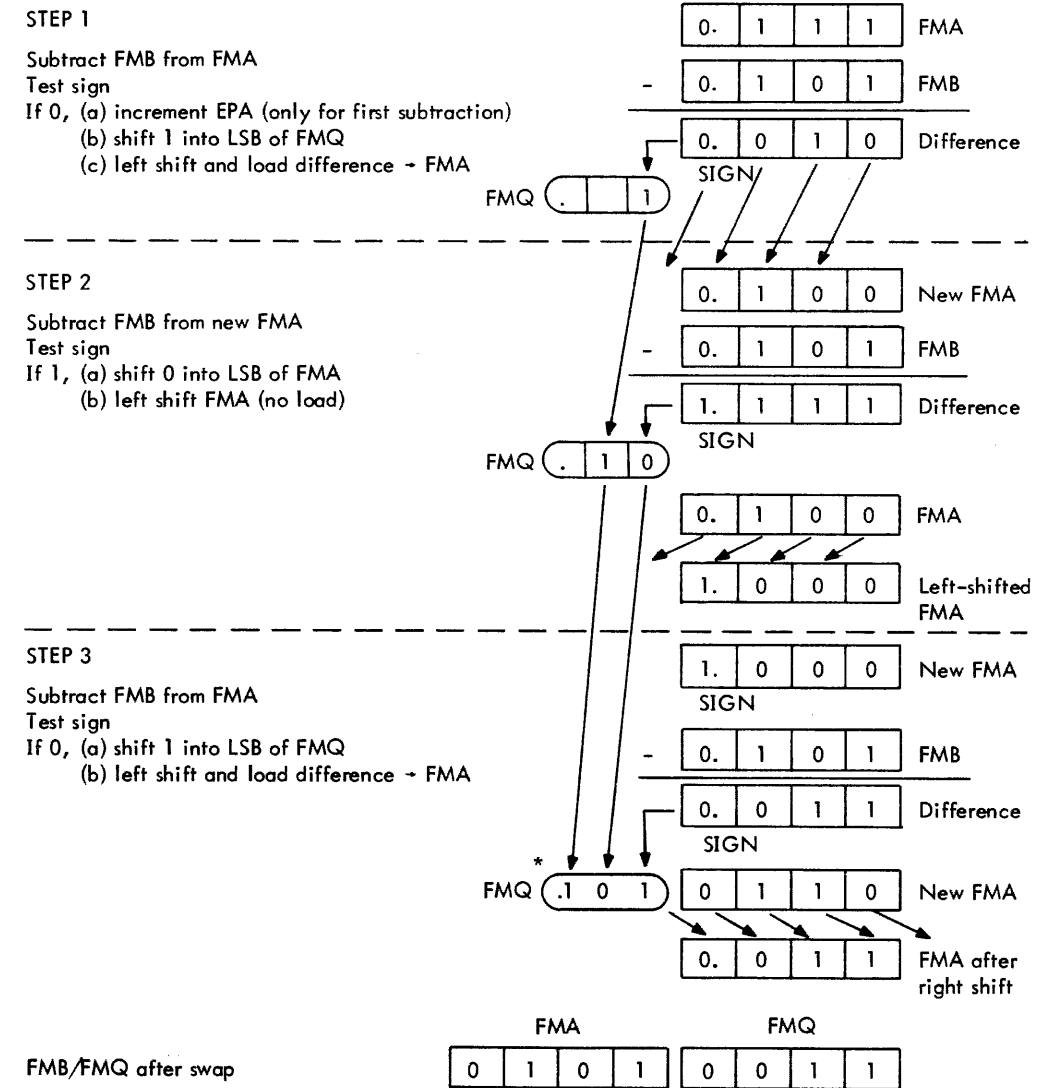 STEP 1
0. 1 1 1 FMA
Subtract FMB from FMA
Test sign
- 0. 1 0 1 FMB
If 0, (a) increment EPA (only for first subtraction)
(b) shift 1 into LSB of FMQ
0. 0 1 0 Difference
(c) left shift and load difference → FMA
SIGN
FMQ . 1
STEP 2
0. 1 0 0 New FMA
Subtract FMB from new FMA
Test sign
- 0. 1 0 1 FMB
If 1, (a) shift 0 into LSB of FMA
(b) left shift FMA (no load)
1. 1 1 1 Difference
SIGN
FMQ . 1 0
0. 1 0 0 FMA
1. 0 0 0 Left-shifted
FMA
STEP 3
1. 0 0 0 New FMA
Subtract FMB from FMA
SIGN
Test sign
If 0, (a) shift 1 into LSB of FMQ
- 0. 1 0 1 FMB
(b) left shift and load difference → FMA
0. 0 1 1 Difference
SIGN
*
FMQ .1 0 1 0 1 1 0 New FMA
0. 0 1 1 FMA after
right shift
FMA FMQ
FMB/FMQ after swap 0 1 0 1 0 0 1 1